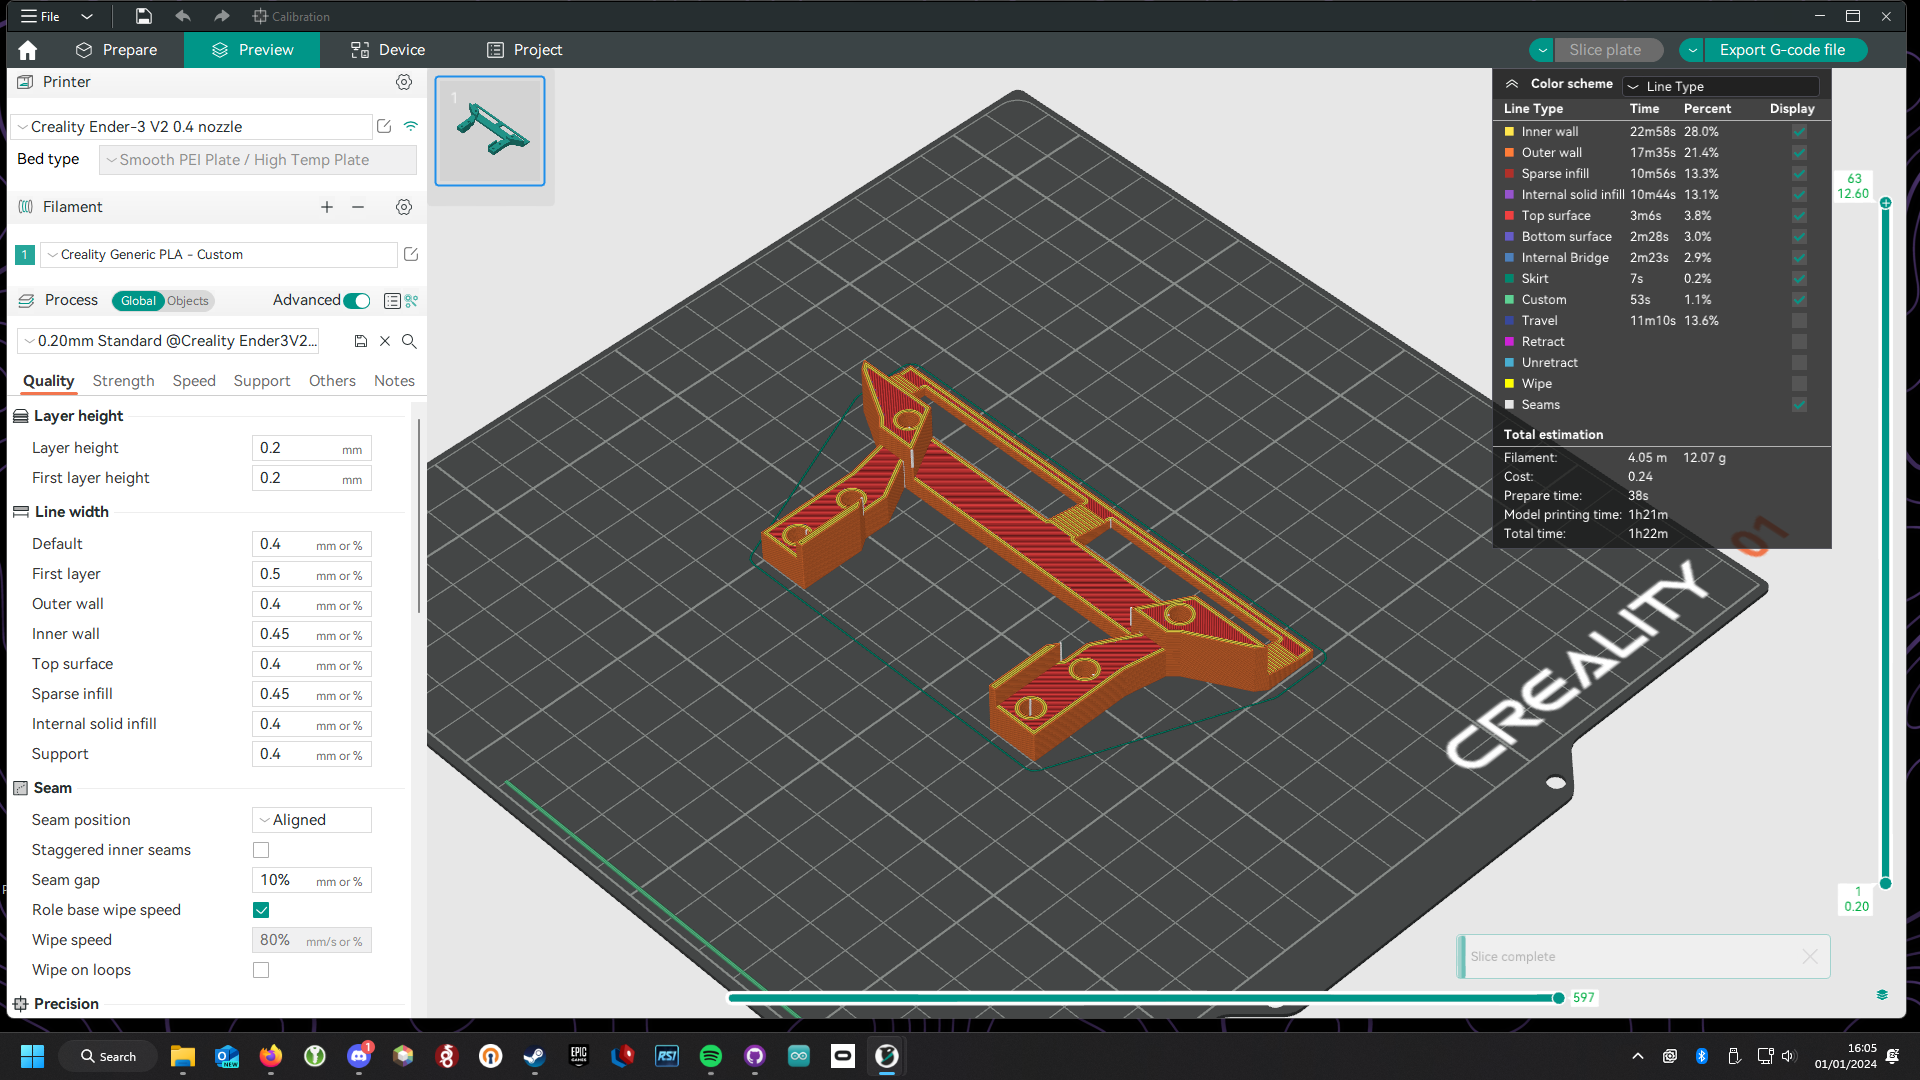 File
Calibration
Prepare
Preview
Device
Project
Slice plate
Export G-code file
Printer
Creality Ender-3 V2 0.4 nozzle
Bed type
Smooth PEI Plate / High Temp Plate
Filament
1
Creality Generic PLA - Custom
Process
Global
Objects
Advanced
0.20mm Standard @Creality Ender3V2...
Quality
Strength
Speed
Support
Others
Notes
Layer height
Layer height 0.2 mm
First layer height 0.2 mm
Line width
Default 0.4 mm or %
First layer 0.5 mm or %
Outer wall 0.4 mm or %
Inner wall 0.45 mm or %
Top surface 0.4 mm or %
Sparse infill 0.45 mm or %
Internal solid infill 0.4 mm or %
Support 0.4 mm or %
Seam
Seam position Aligned
Staggered inner seams
Seam gap 10% mm or %
Role base wipe speed
Wipe speed 80% mm/s or %
Wipe on loops
Precision
1
Color scheme Line Type
Line Type Time Percent Display
Inner wall 22m58s 28.0%
Outer wall 17m35s 21.4%
Sparse infill 10m56s 13.3%
Internal solid infill 10m44s 13.1%
Top surface 3m6s 3.8%
Bottom surface 2m28s 3.0%
Internal Bridge 2m23s 2.9%
Skirt 7s 0.2%
Custom 53s 1.1%
Travel 11m10s 13.6%
Retract
Unretract
Wipe
Seams
Total estimation
Filament: 4.05 m 12.07 g
Cost: 0.24
Prepare time: 38s
Model printing time: 1h21m
Total time: 1h22m
63
12.60
01
CREALITY
1
0.20
Slice complete
597
Search
NEW
1
EPIC
GAMES
RSI
16:05
01/01/2024